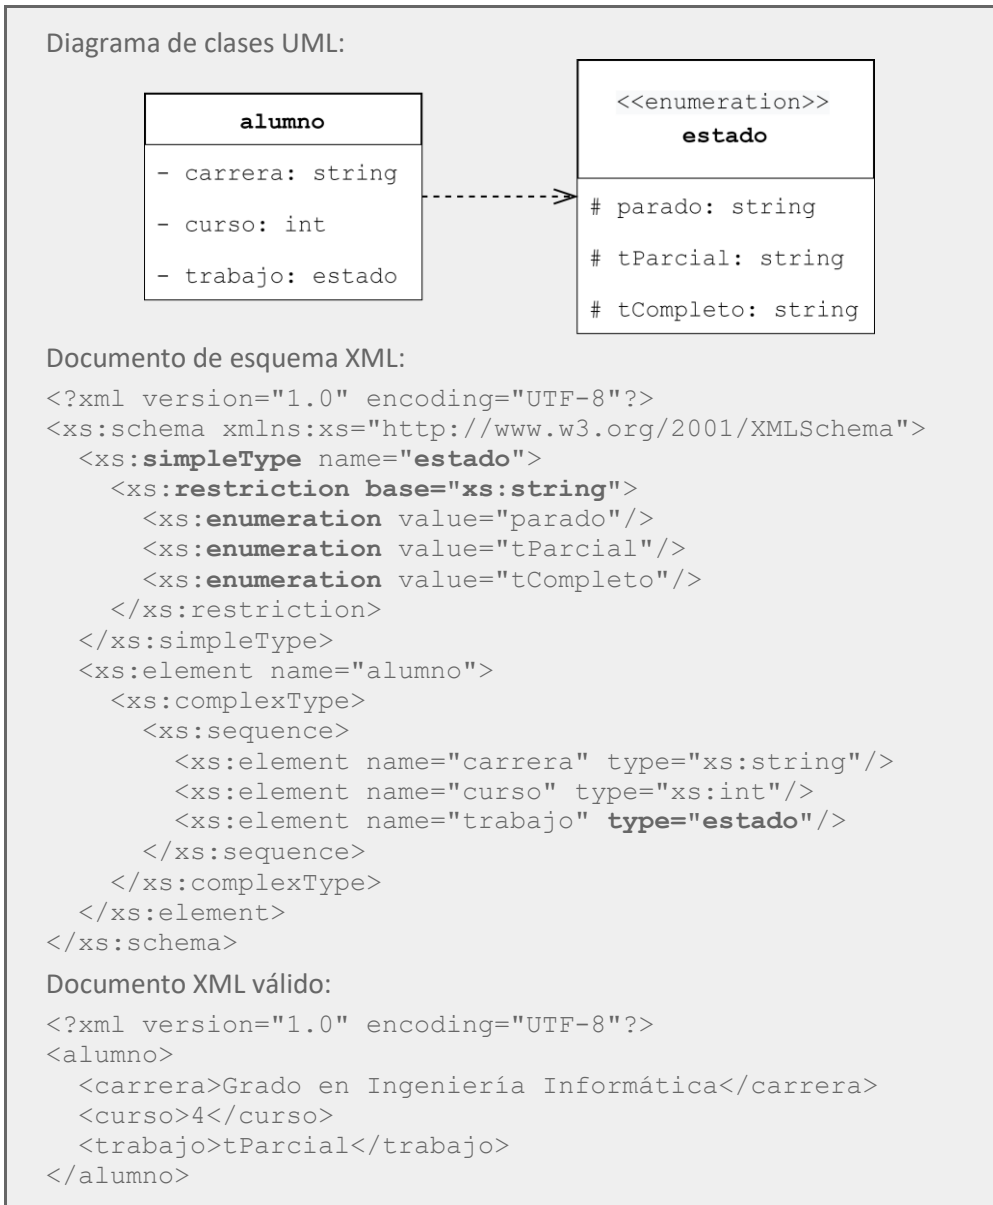 Diagrama de clases UML:
alumno
- carrera: string
- curso: int
- trabajo: estado
<<enumeration>>
estado
# parado: string
# tParcial: string
# tCompleto: string
Documento de esquema XML:
<?xml version="1.0" encoding="UTF-8"?>
<xs:schema xmlns:xs="http://www.w3.org/2001/XMLSchema">
  <xs:simpleType name="estado">
    <xs:restriction base="xs:string">
      <xs:enumeration value="parado"/>
      <xs:enumeration value="tParcial"/>
      <xs:enumeration value="tCompleto"/>
    </xs:restriction>
  </xs:simpleType>
  <xs:element name="alumno">
    <xs:complexType>
      <xs:sequence>
        <xs:element name="carrera" type="xs:string"/>
        <xs:element name="curso" type="xs:int"/>
        <xs:element name="trabajo" type="estado"/>
      </xs:sequence>
    </xs:complexType>
  </xs:element>
</xs:schema>
Documento XML válido:
<?xml version="1.0" encoding="UTF-8"?>
<alumno>
  <carrera>Grado en Ingeniería Informática</carrera>
  <curso>4</curso>
  <trabajo>tParcial</trabajo>
</alumno>